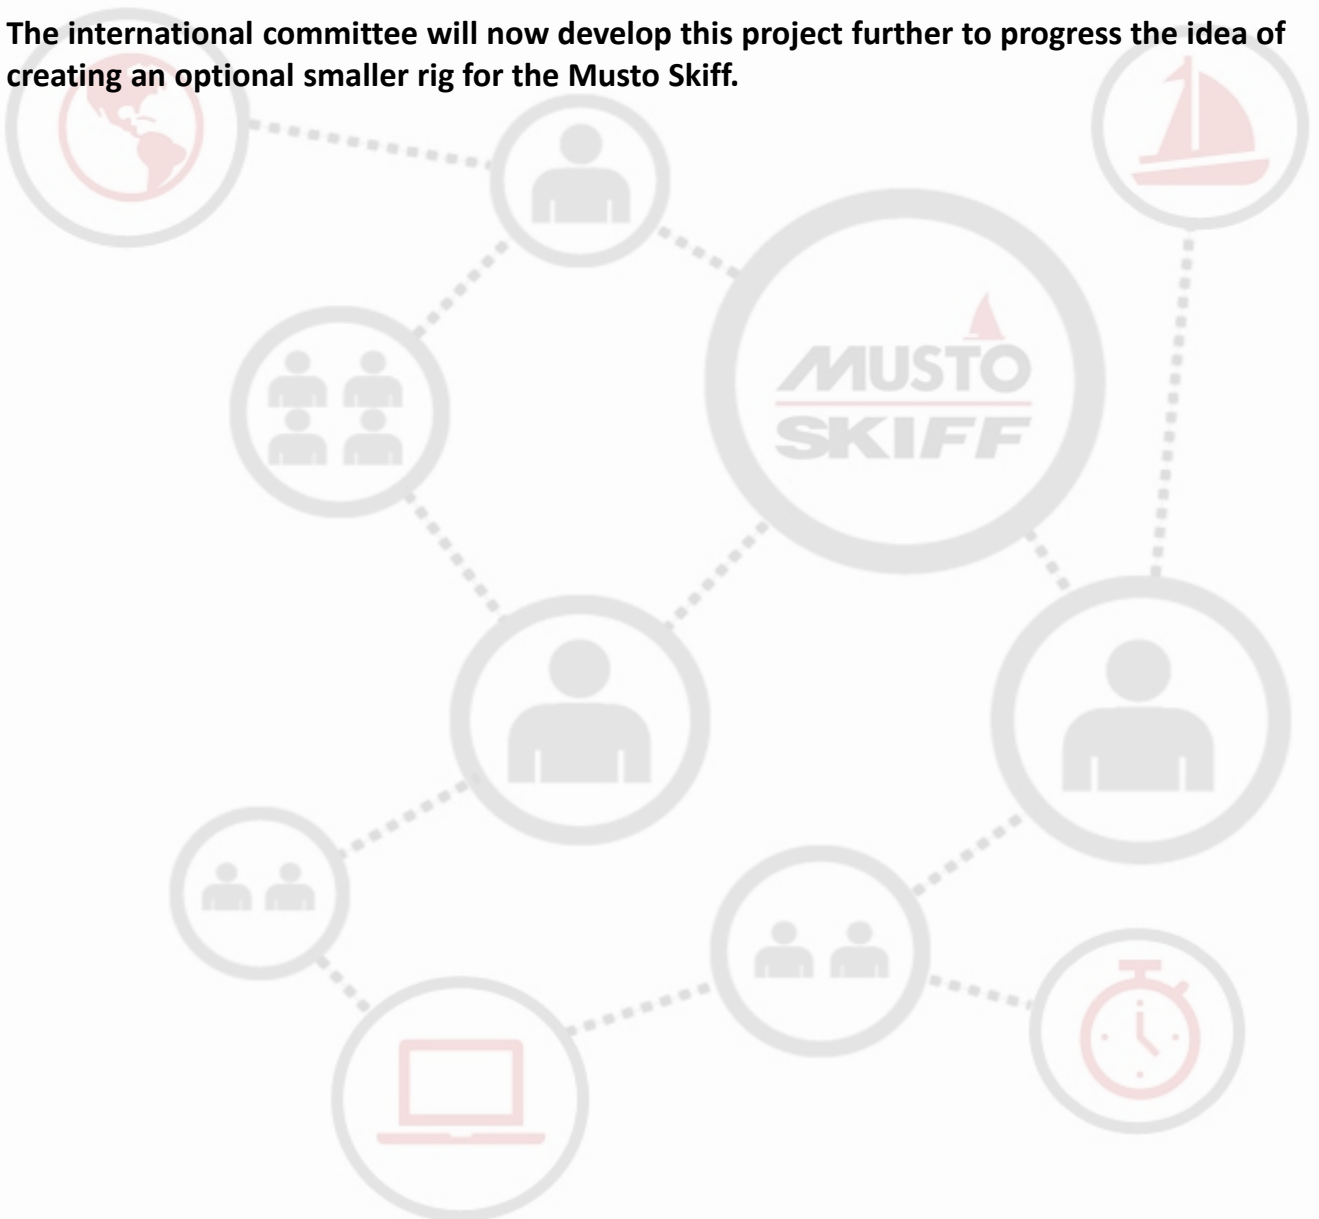 The international committee will now develop this project further to progress the idea of
creating an optional smaller rig for the Musto Skiff.
MUSTO
SKIFF